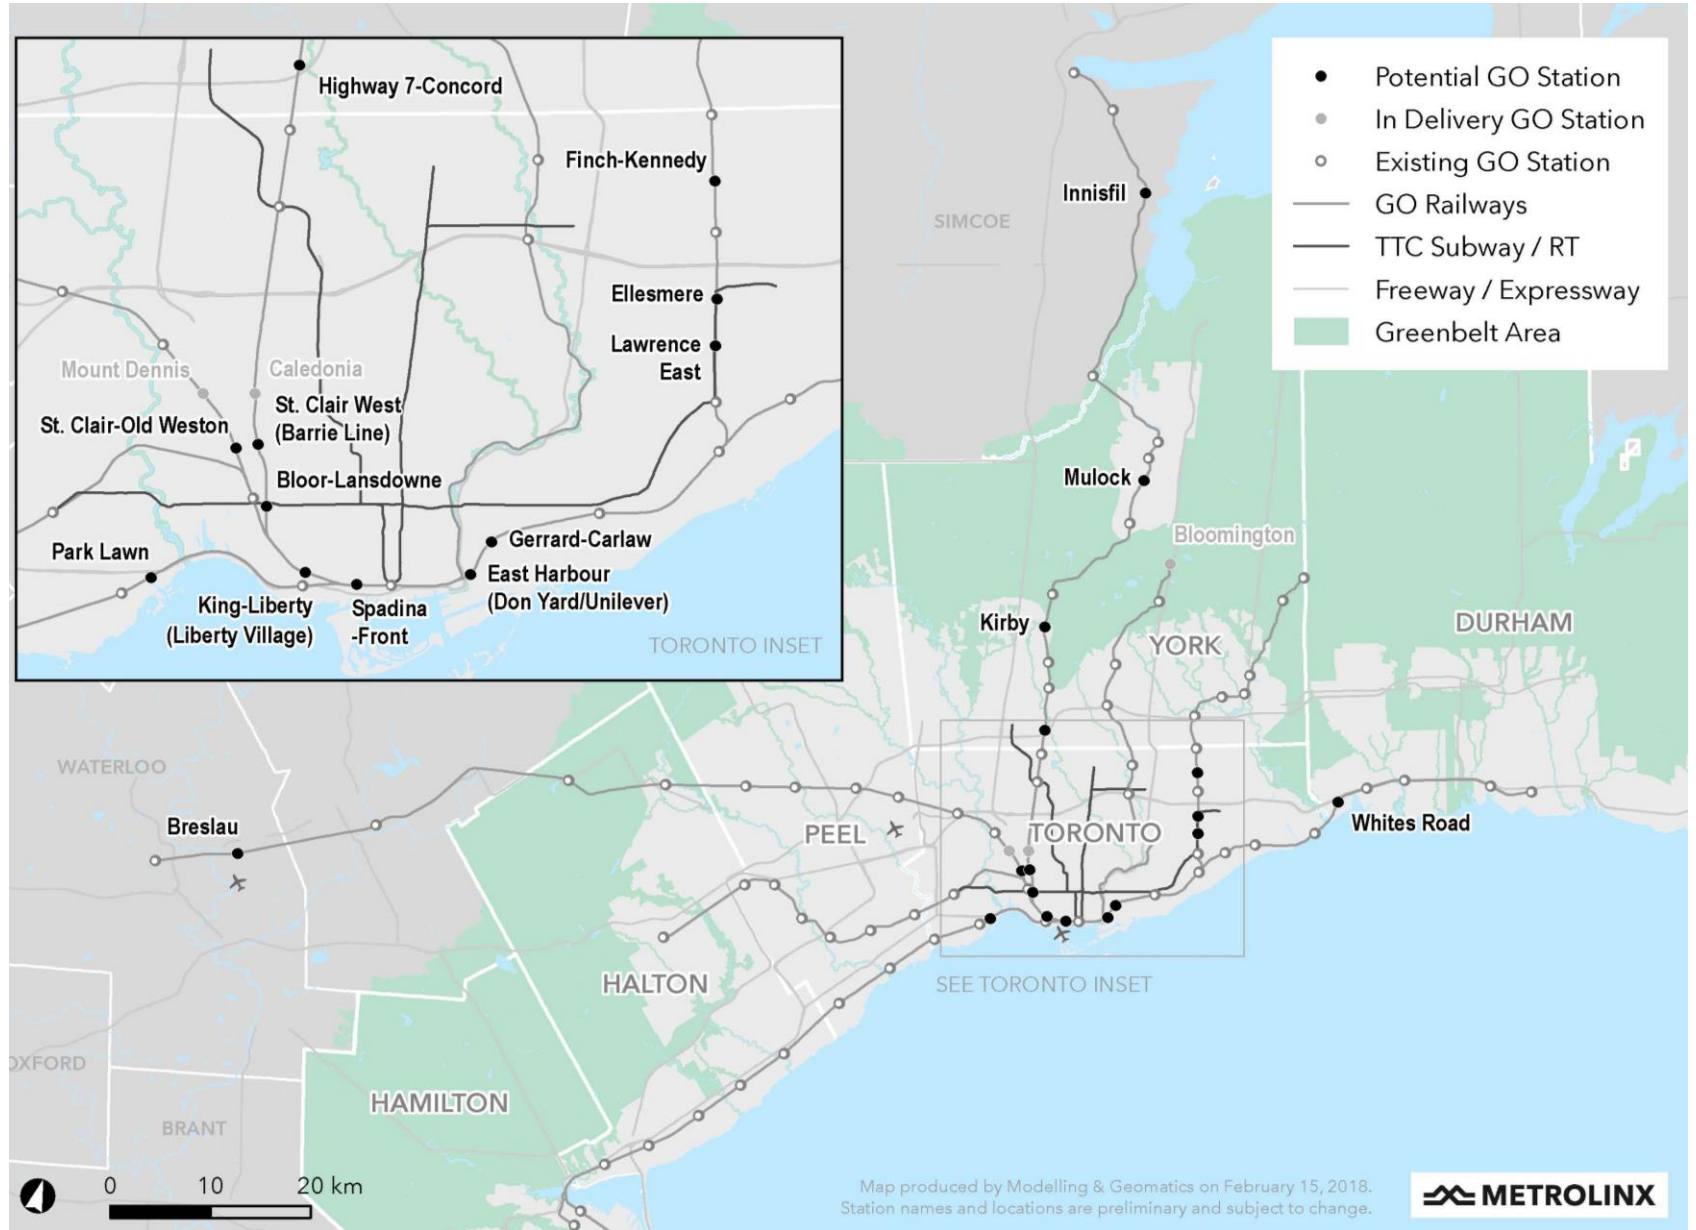 Highway 7-Concord
Finch-Kennedy
Ellesmere
Lawrence
East
Mount Dennis
Caledonia
St. Clair West
(Barrie Line)
St. Clair-Old Weston
Bloor-Lansdowne
Park Lawn
Gerrard-Carlaw
East Harbour
(Don Yard/Unilever)
King-Liberty
(Liberty Village)
Spadina
-Front
TORONTO INSET
Potential GO Station
In Delivery GO Station
Existing GO Station
GO Railways
TTC Subway / RT
Freeway / Expressway
Greenbelt Area
Innisfil
SIMCOE
Mulock
Bloomington
Kirby
YORK
DURHAM
WATERLOO
Breslau
PEEL
TORONTO
Whites Road
HALTON
SEE TORONTO INSET
OXFORD
HAMILTON
BRANT
0 10 20 km
Map produced by Modelling & Geomatics on February 15, 2018.
Station names and locations are preliminary and subject to change.
METROLINX